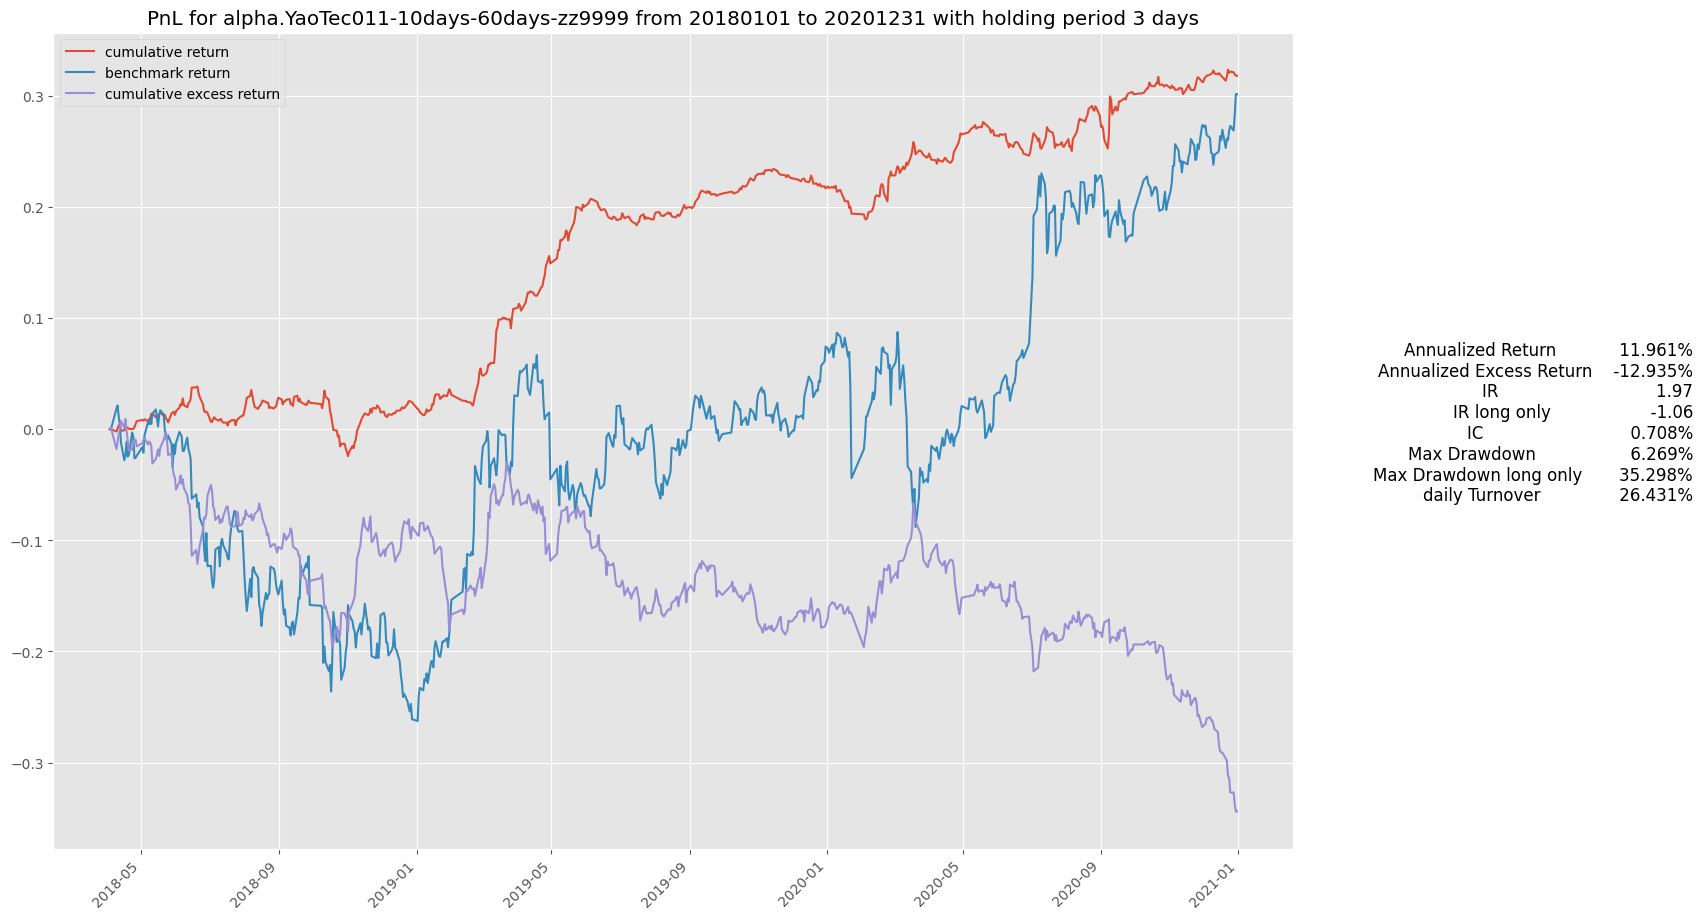 PnL for alpha.YaoTec011-10days-60days-zz9999 from 20180101 to 20201231 with holding period 3 days
cumulative return
benchmark return
cumulative excess return
0.3
0.2
0.1
0.0
−0.1
−0.2
−0.3
2018-05
2018-09
2019-01
2019-05
2019-09
2020-01
2020-05
2020-09
2021-01
Annualized Return 11.961%
Annualized Excess Return -12.935%
IR 1.97
IR long only -1.06
IC 0.708%
Max Drawdown 6.269%
Max Drawdown long only 35.298%
daily Turnover 26.431%